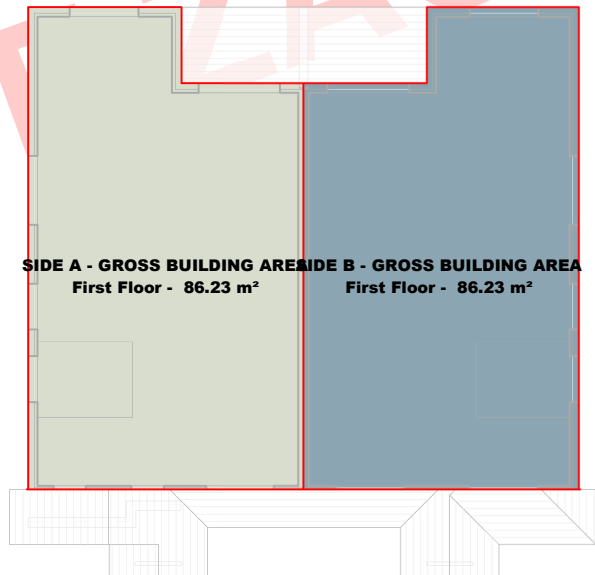 SIDE A - GROSS BUILDING AREA
First Floor - 86.23 m²
SIDE B - GROSS BUILDING AREA
First Floor - 86.23 m²